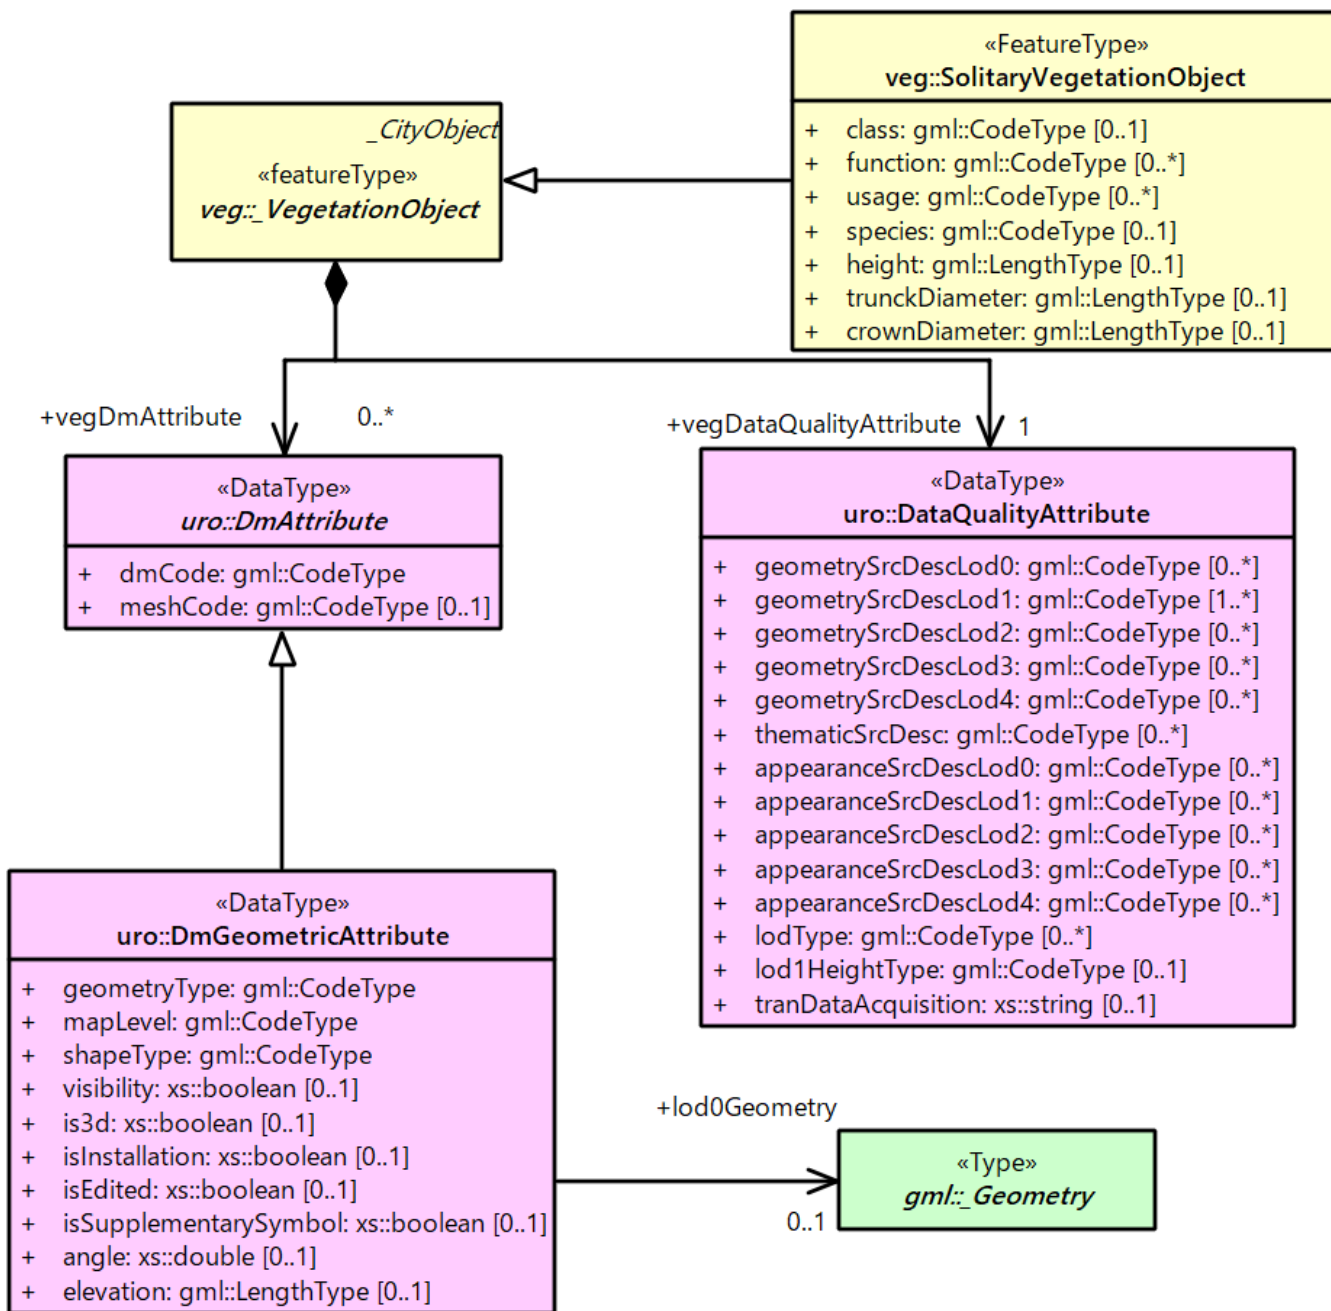 «FeatureType»
veg::SolitaryVegetationObject
+ class: gml::CodeType [0..1]
+ function: gml::CodeType [0..*]
+ usage: gml::CodeType [0..*]
+ species: gml::CodeType [0..1]
+ height: gml::LengthType [0..1]
+ trunckDiameter: gml::LengthType [0..1]
+ crownDiameter: gml::LengthType [0..1]
_CityObject
«featureType»
veg::_VegetationObject
+vegDmAttribute 0..*
+vegDataQualityAttribute 1
«DataType»
uro::DmAttribute
+ dmCode: gml::CodeType
+ meshCode: gml::CodeType [0..1]
«DataType»
uro::DataQualityAttribute
+ geometrySrcDescLod0: gml::CodeType [0..*]
+ geometrySrcDescLod1: gml::CodeType [1..*]
+ geometrySrcDescLod2: gml::CodeType [0..*]
+ geometrySrcDescLod3: gml::CodeType [0..*]
+ geometrySrcDescLod4: gml::CodeType [0..*]
+ thematicSrcDesc: gml::CodeType [0..*]
+ appearanceSrcDescLod0: gml::CodeType [0..*]
+ appearanceSrcDescLod1: gml::CodeType [0..*]
+ appearanceSrcDescLod2: gml::CodeType [0..*]
+ appearanceSrcDescLod3: gml::CodeType [0..*]
+ appearanceSrcDescLod4: gml::CodeType [0..*]
+ lodType: gml::CodeType [0..*]
+ lod1HeightType: gml::CodeType [0..1]
+ tranDataAcquisition: xs::string [0..1]
«DataType»
uro::DmGeometricAttribute
+ geometryType: gml::CodeType
+ mapLevel: gml::CodeType
+ shapeType: gml::CodeType
+ visibility: xs::boolean [0..1]
+ is3d: xs::boolean [0..1]
+ isInstallation: xs::boolean [0..1]
+ isEdited: xs::boolean [0..1]
+ isSupplementarySymbol: xs::boolean [0..1]
+ angle: xs::double [0..1]
+ elevation: gml::LengthType [0..1]
+lod0Geometry
0..1
«Type»
gml::_Geometry